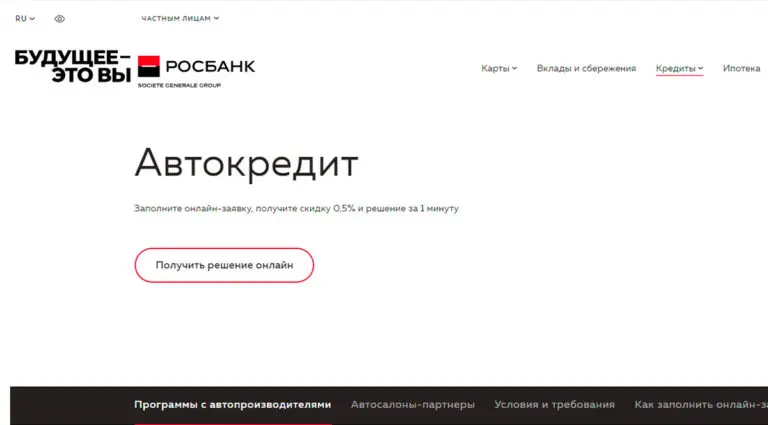 RU
ЧАСТНЫМ ЛИЦАМ
БУДУЩЕЕ–
ЭТО ВЫ
РОСБАНК
SOCIETE GENERALE GROUP
Карты
Вклады и сбережения
Кредиты
Ипотека
Автокредит
Заполните онлайн-заявку, получите скидку 0,5% и решение за 1 минуту
Получить решение онлайн
Программы с автопроизводителями
Автосалоны-партнеры
Условия и требования
Как заполнить онлайн-за